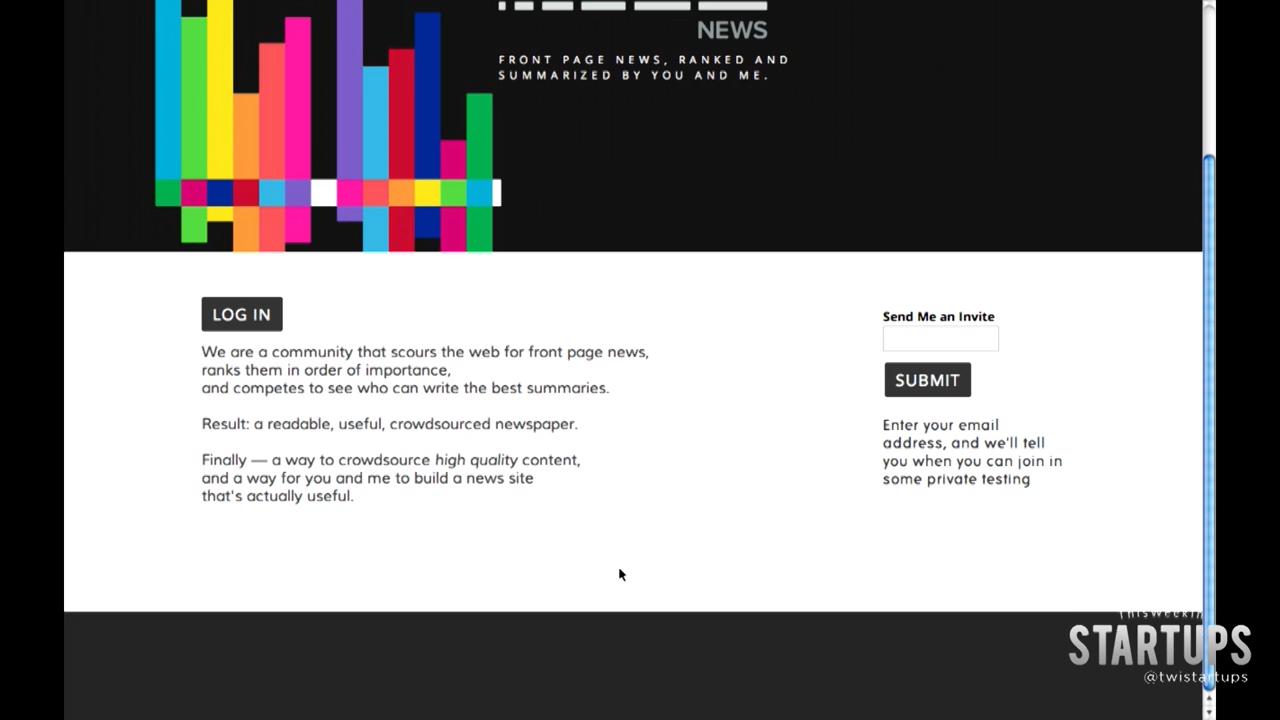 NEWS
FRONT PAGE NEWS, RANKED AND
SUMMARIZED BY YOU AND ME.
LOG IN
We are a community that scours the web for front page news,
ranks them in order of importance,
and competes to see who can write the best summaries.
Result: a readable, useful, crowdsourced newspaper.
Finally — a way to crowdsource high quality content,
and a way for you and me to build a news site
that's actually useful.
Send Me an Invite
SUBMIT
Enter your email
address, and we'll tell
you when you can join in
some private testing
THISWEEKIN
STARTUPS
@twistartups